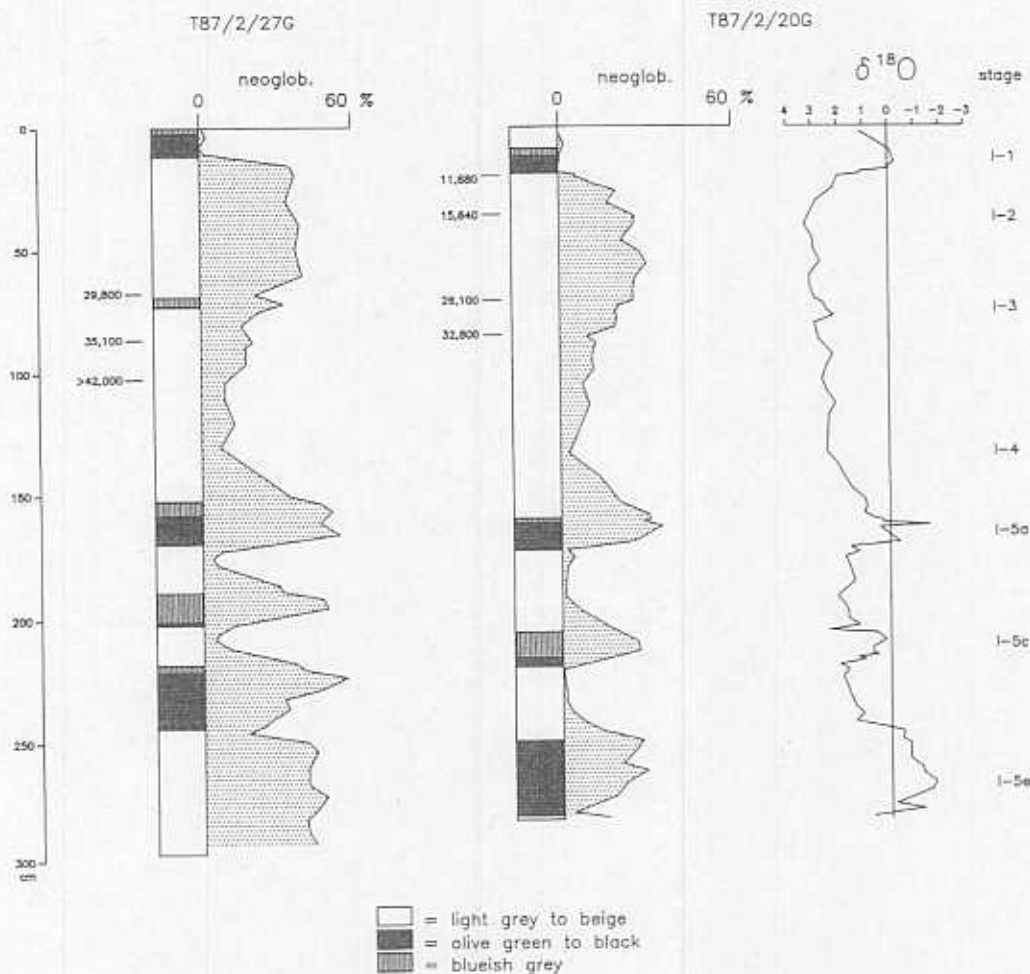 T87/2/27G
T87/2/20G
neoglob.
0 60 %
neoglob.
0 60 %
δ 18O
stage
4 3 2 1 0 -1 -2 -3
0
50
100
150
200
250
300
cm
29,800
35,100
>42,000
11,680
15,640
28,100
32,800
I-1
I-2
I-3
I-4
I-5a
I-5c
I-5e
= light grey to beige
= olive green to black
= blueish grey